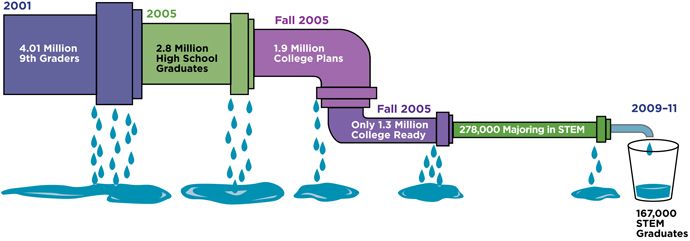 2001
4.01 Million
9th Graders
2005
2.8 Million
High School
Graduates
Fall 2005
1.9 Million
College Plans
Fall 2005
Only 1.3 Million
College Ready
278,000 Majoring in STEM
2009–11
167,000
STEM
Graduates